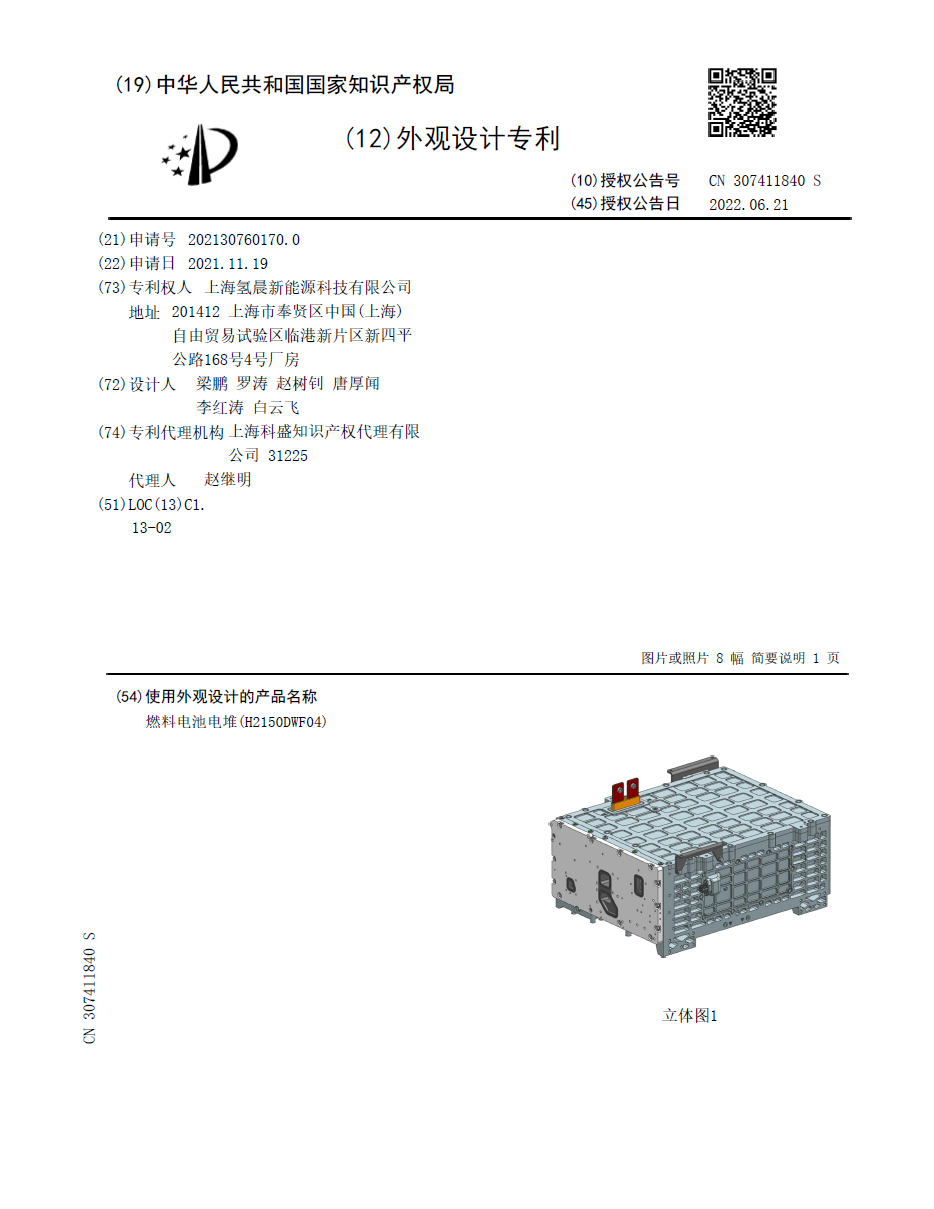 (19)中华人民共和国国家知识产权局
(12)外观设计专利
(10)授权公告号 CN 307411840 S
(45)授权公告日 2022.06.21
(21)申请号 202130760170.0
(22)申请日 2021.11.19
(73)专利权人 上海氢晨新能源科技有限公司
地址 201412 上海市奉贤区中国(上海)
自由贸易试验区临港新片区新四平
公路168号4号厂房
(72)设计人 梁鹏 罗涛 赵树钊 唐厚闻
李红涛 白云飞
(74)专利代理机构 上海科盛知识产权代理有限
公司 31225
代理人 赵继明
(51)LOC(13)Cl.
13-02
图片或照片 8 幅 简要说明 1 页
(54)使用外观设计的产品名称
燃料电池电堆(H2150DWF04)
立体图1
CN 307411840 S